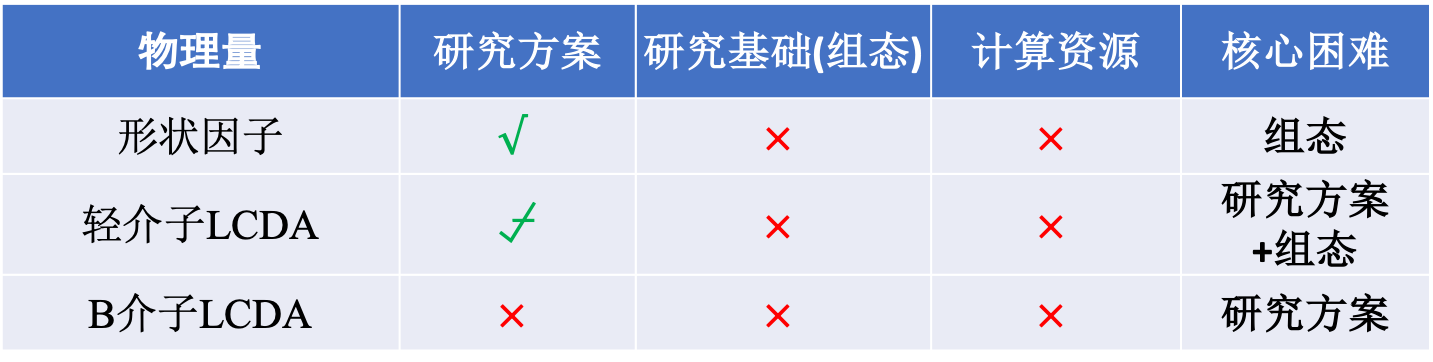 物理量 研究方案 研究基础(组态) 计算资源 核心困难
形状因子 √ × × 组态
轻介子LCDA √ × × 研究方案
+组态
B介子LCDA × × × 研究方案